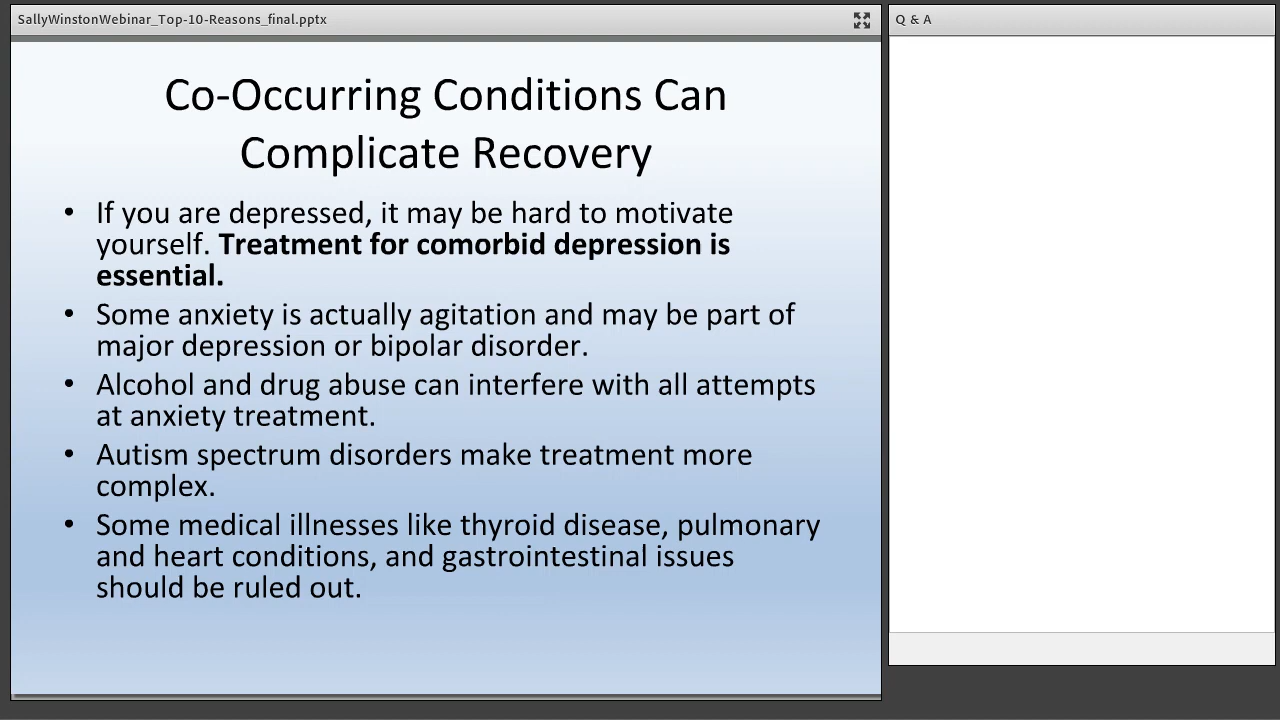 SallyWinstonWebinar_Top-10-Reasons_final.pptx
Q & A
Co-Occurring Conditions Can
Complicate Recovery
• If you are depressed, it may be hard to motivate
yourself. Treatment for comorbid depression is
essential.
• Some anxiety is actually agitation and may be part of
major depression or bipolar disorder.
• Alcohol and drug abuse can interfere with all attempts
at anxiety treatment.
• Autism spectrum disorders make treatment more
complex.
• Some medical illnesses like thyroid disease, pulmonary
and heart conditions, and gastrointestinal issues
should be ruled out.